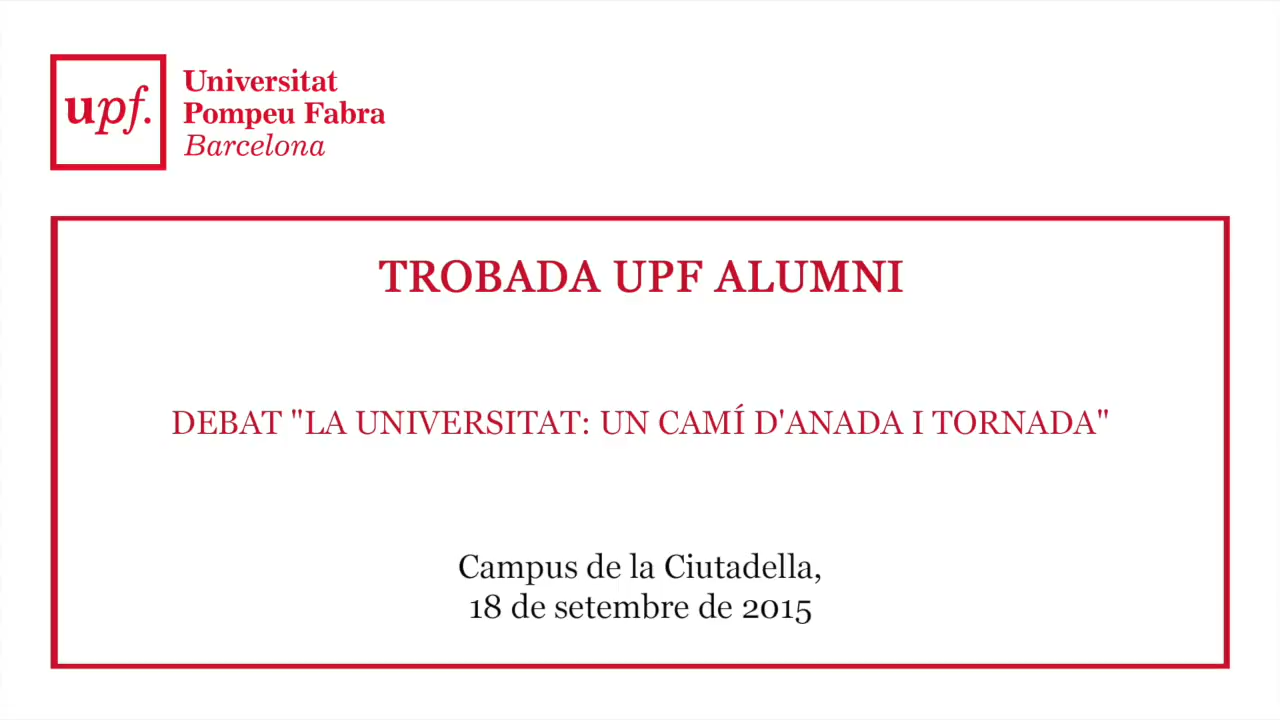 upf.
Universitat
Pompeu Fabra
Barcelona
TROBADA UPF ALUMNI
DEBAT "LA UNIVERSITAT: UN CAMÍ D'ANADA I TORNADA"
Campus de la Ciutadella,
18 de setembre de 2015